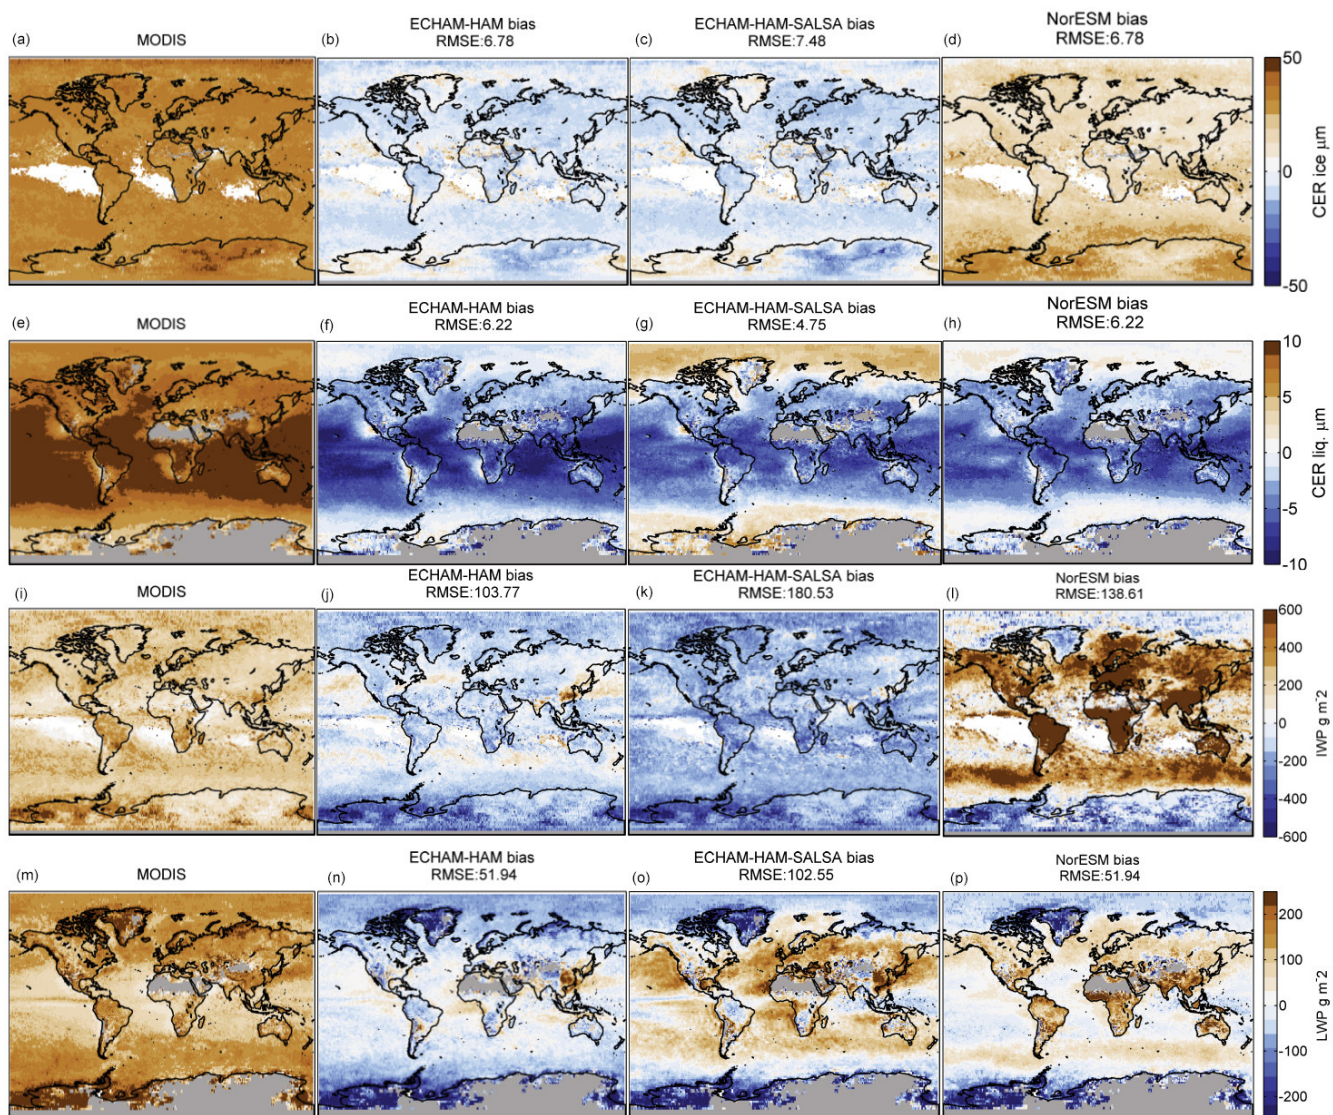 (a) MODIS
(b) ECHAM-HAM bias
RMSE:6.78
(c) ECHAM-HAM-SALSA bias
RMSE:7.48
(d) NorESM bias
RMSE:6.78
50
0
-50
CER ice μm
(e) MODIS
(f) ECHAM-HAM bias
RMSE:6.22
(g) ECHAM-HAM-SALSA bias
RMSE:4.75
(h) NorESM bias
RMSE:6.22
10
5
0
-5
-10
CER liq. μm
(i) MODIS
(j) ECHAM-HAM bias
RMSE:103.77
(k) ECHAM-HAM-SALSA bias
RMSE:180.53
(l) NorESM bias
RMSE:138.61
600
400
200
0
-200
-400
-600
IWP g m^-2
(m) MODIS
(n) ECHAM-HAM bias
RMSE:51.94
(o) ECHAM-HAM-SALSA bias
RMSE:102.55
(p) NorESM bias
RMSE:51.94
200
100
0
-100
-200
LWP g m^-2